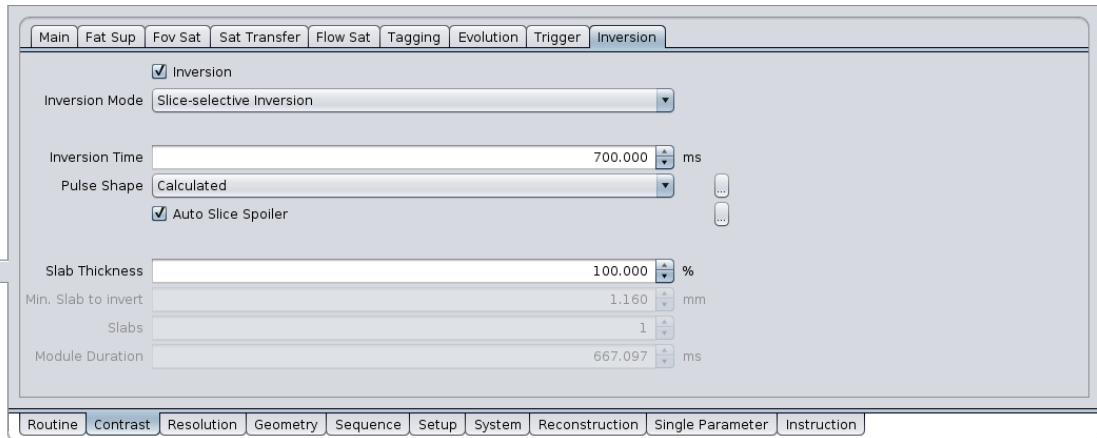 Main Fat Sup Fov Sat Sat Transfer Flow Sat Tagging Evolution Trigger Inversion
Inversion
Inversion Mode Slice-selective Inversion
Inversion Time 700.000 ms
Pulse Shape Calculated ...
Auto Slice Spoiler ...
Slab Thickness 100.000 %
Min. Slab to invert 1.160 mm
Slabs 1
Module Duration 667.097 ms
Routine Contrast Resolution Geometry Sequence Setup System Reconstruction Single Parameter Instruction